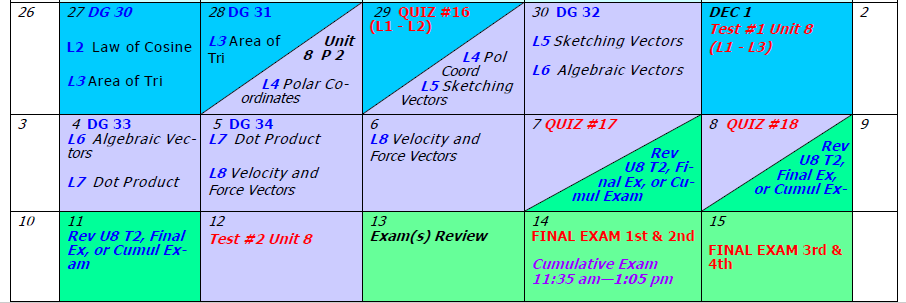 26
27 DG 30
L2 Law of Cosine
L3 Area of Tri
28 DG 31
L3 Area of
Tri
Unit
8 P 2
L4 Polar Co-
ordinates
29 QUIZ #16
(L1 - L2)
L4 Pol
Coord
L5 Sketching
Vectors
30 DG 32
L5 Sketching Vectors
L6 Algebraic Vectors
DEC 1
Test #1 Unit 8
(L1 - L3)
2
3
4 DG 33
L6 Algebraic Vec-
tors
L7 Dot Product
5 DG 34
L7 Dot Product
L8 Velocity and
Force Vectors
6
L8 Velocity and
Force Vectors
7 QUIZ #17
Rev
U8 T2, Fi-
nal Ex, or Cu-
mul Exam
8 QUIZ #18
Rev
U8 T2,
Final Ex,
or Cumul Ex-
9
10
11
Rev U8 T2, Final
Ex, or Cumul Ex-
am
12
Test #2 Unit 8
13
Exam(s) Review
14
FINAL EXAM 1st & 2nd
Cumulative Exam
11:35 am—1:05 pm
15
FINAL EXAM 3rd &
4th